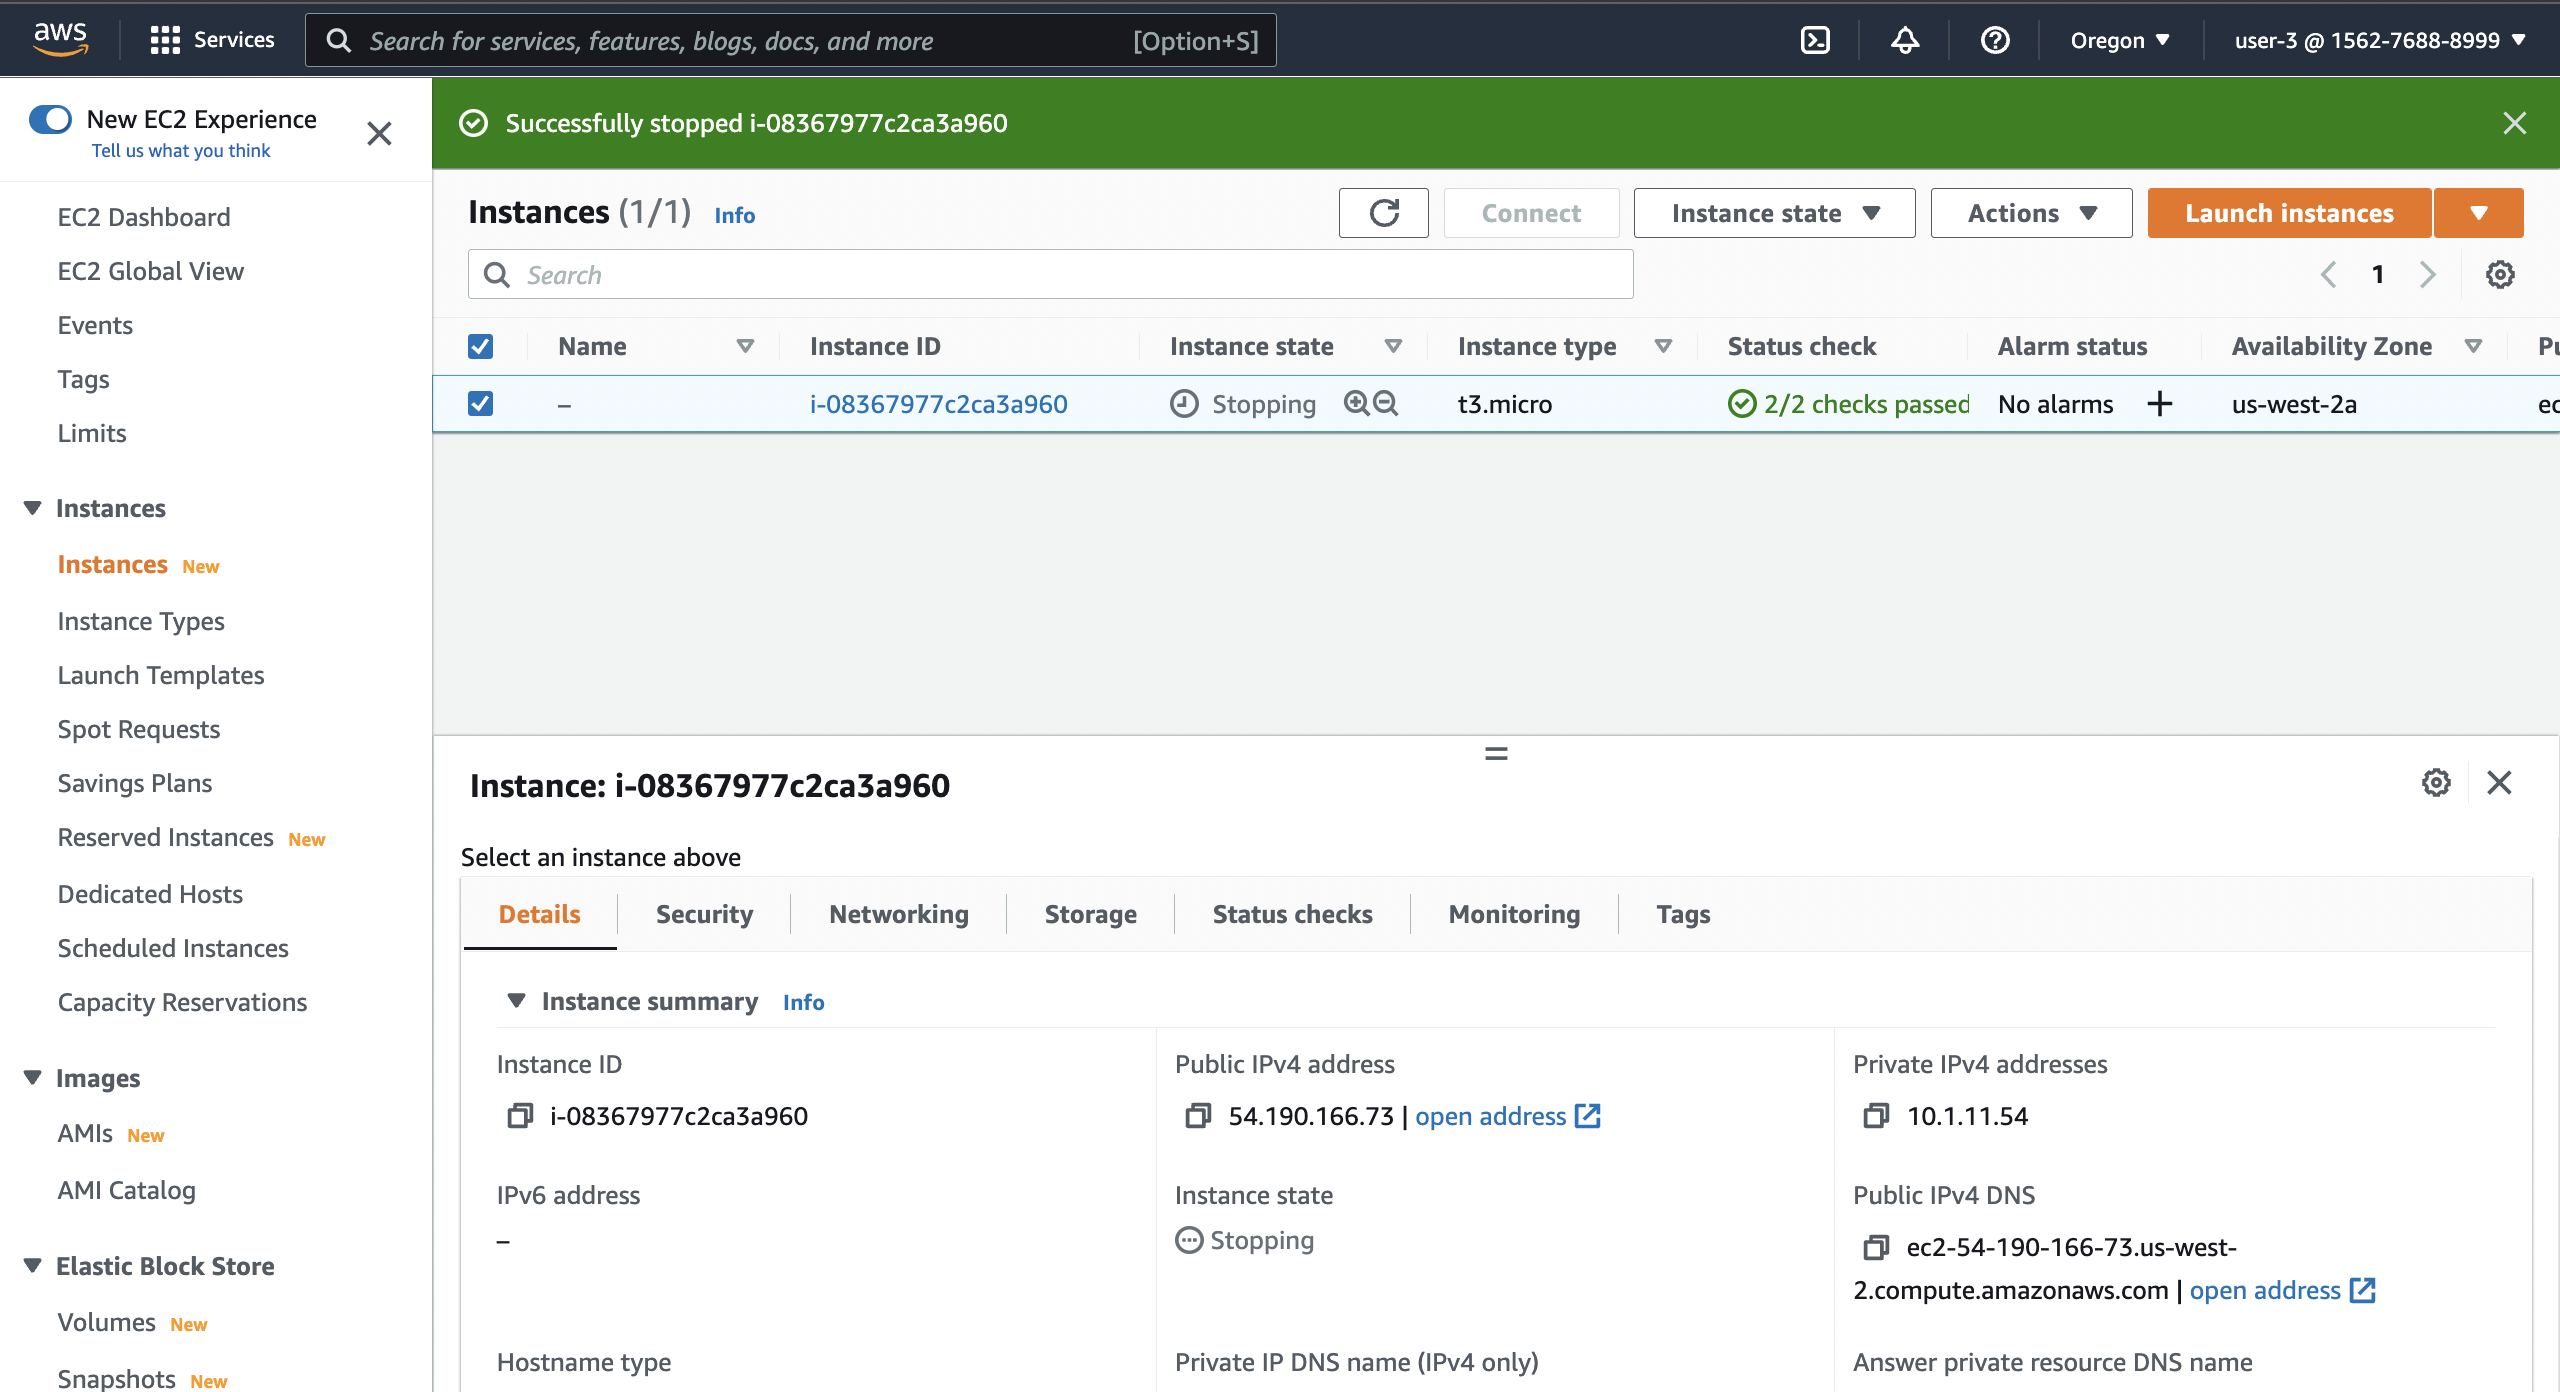 aws
Services
Search for services, features, blogs, docs, and more
[Option+S]
Oregon
user-3 @ 1562-7688-8999
New EC2 Experience
Tell us what you think
EC2 Dashboard
EC2 Global View
Events
Tags
Limits
Instances
Instances New
Instance Types
Launch Templates
Spot Requests
Savings Plans
Reserved Instances New
Dedicated Hosts
Scheduled Instances
Capacity Reservations
Images
AMIs New
AMI Catalog
Elastic Block Store
Volumes New
Snapshots New
Successfully stopped i-08367977c2ca3a960
Instances (1/1) Info
Connect
Instance state
Actions
Launch instances
Search
1
Name
Instance ID
Instance state
Instance type
Status check
Alarm status
Availability Zone
Pu
–
i-08367977c2ca3a960
Stopping
t3.micro
2/2 checks passed
No alarms
us-west-2a
ec
Instance: i-08367977c2ca3a960
Select an instance above
Details
Security
Networking
Storage
Status checks
Monitoring
Tags
Instance summary Info
Instance ID
i-08367977c2ca3a960
Public IPv4 address
54.190.166.73 | open address
Private IPv4 addresses
10.1.11.54
IPv6 address
–
Instance state
Stopping
Public IPv4 DNS
ec2-54-190-166-73.us-west-
2.compute.amazonaws.com | open address
Hostname type
Private IP DNS name (IPv4 only)
Answer private resource DNS name